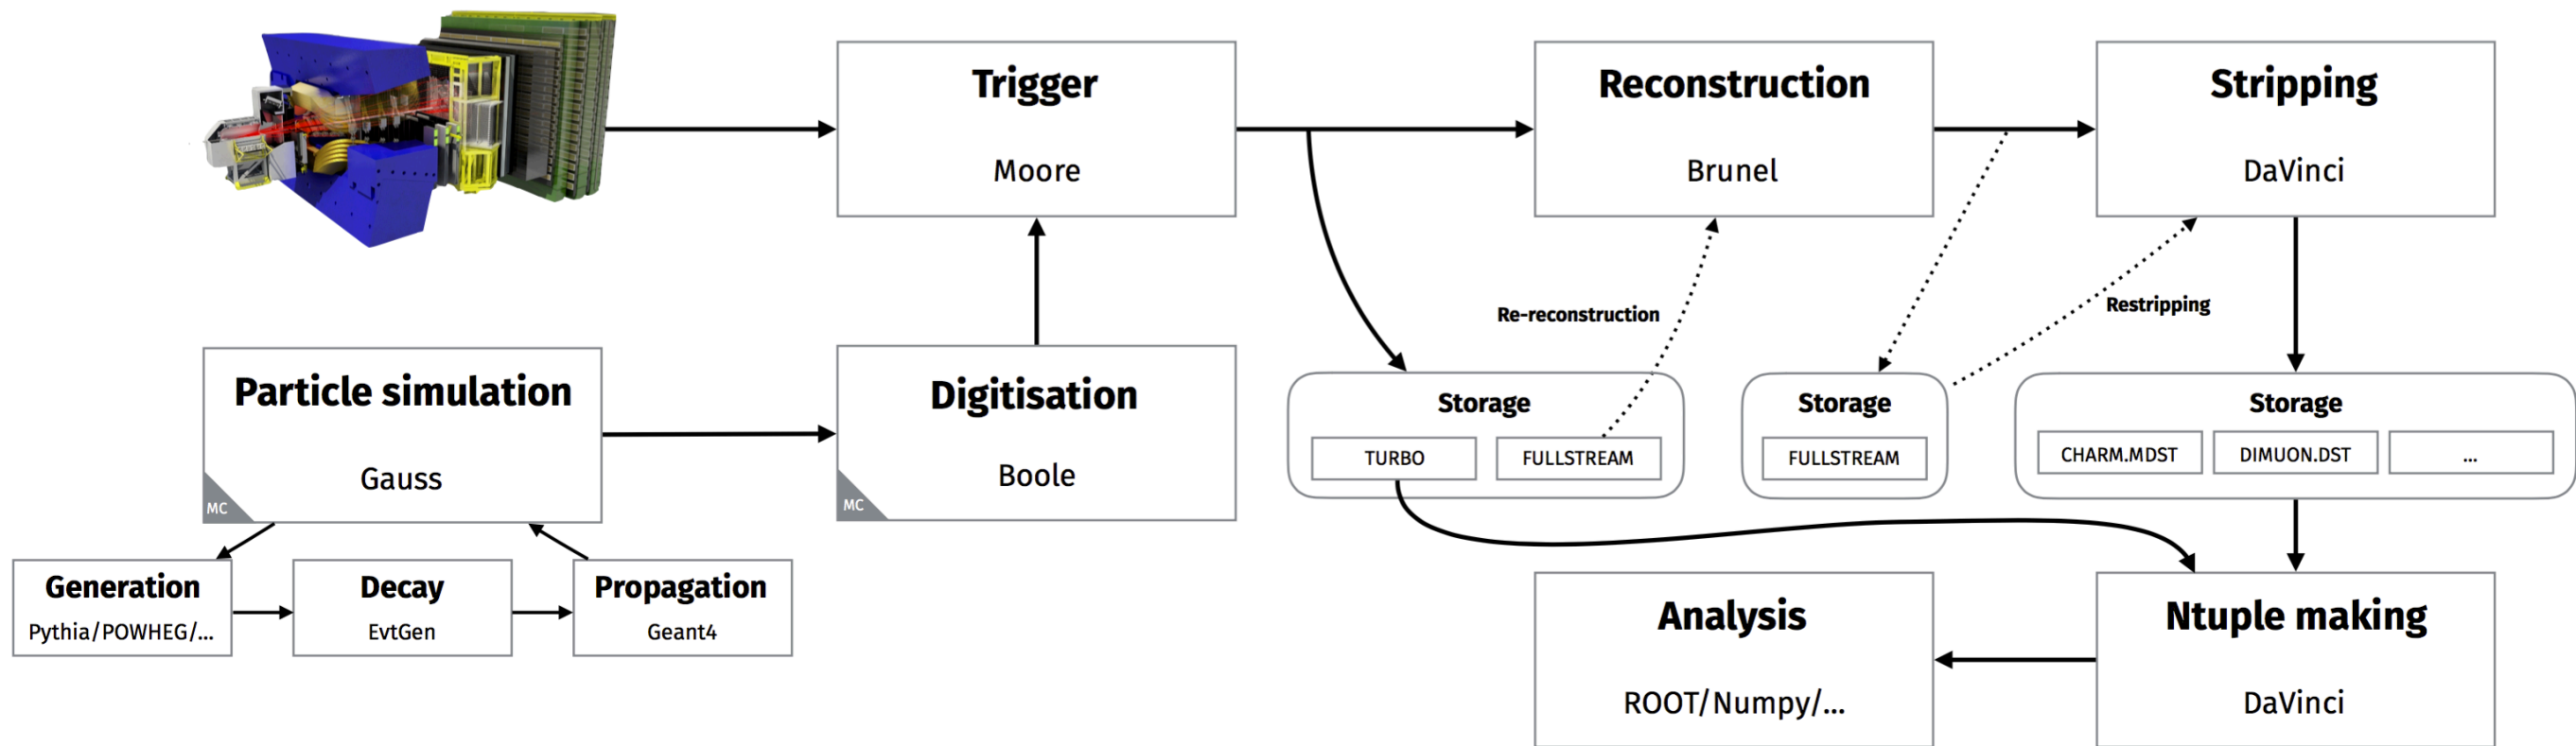 Trigger
Moore
Reconstruction
Brunel
Stripping
DaVinci
Re-reconstruction
Restripping
Particle simulation
Gauss
MC
Digitisation
Boole
MC
Storage
TURBO
FULLSTREAM
Storage
FULLSTREAM
Storage
CHARM.MDST
DIMUON.DST
...
Generation
Pythia/POWHEG/...
Decay
EvtGen
Propagation
Geant4
Analysis
ROOT/Numpy/...
Ntuple making
DaVinci